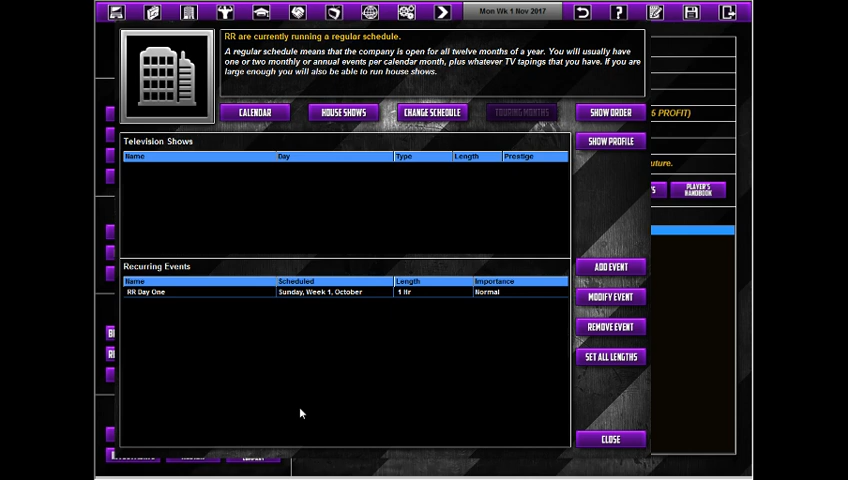 Mon Wk 1 Nov 2017
RR are currently running a regular schedule.
A regular schedule means that the company is open for all twelve months of a year. You will usually have
one or two monthly or annual events per calendar month, plus whatever TV tapings that you have. If you are
large enough you will also be able to run house shows.
CALENDAR HOUSE SHOWS CHANGE SCHEDULE TOURING MONTHS SHOW ORDER
PROFIT)
Television Shows
SHOW PROFILE
Name Day Type Length Prestige
uture.
PLAYER'S
HANDBOOK
Recurring Events
ADD EVENT
Name Scheduled Length Importance
RR Day One Sunday, Week 1, October 1 Hr Normal
MODIFY EVENT
REMOVE EVENT
SET ALL LENGTHS
CLOSE